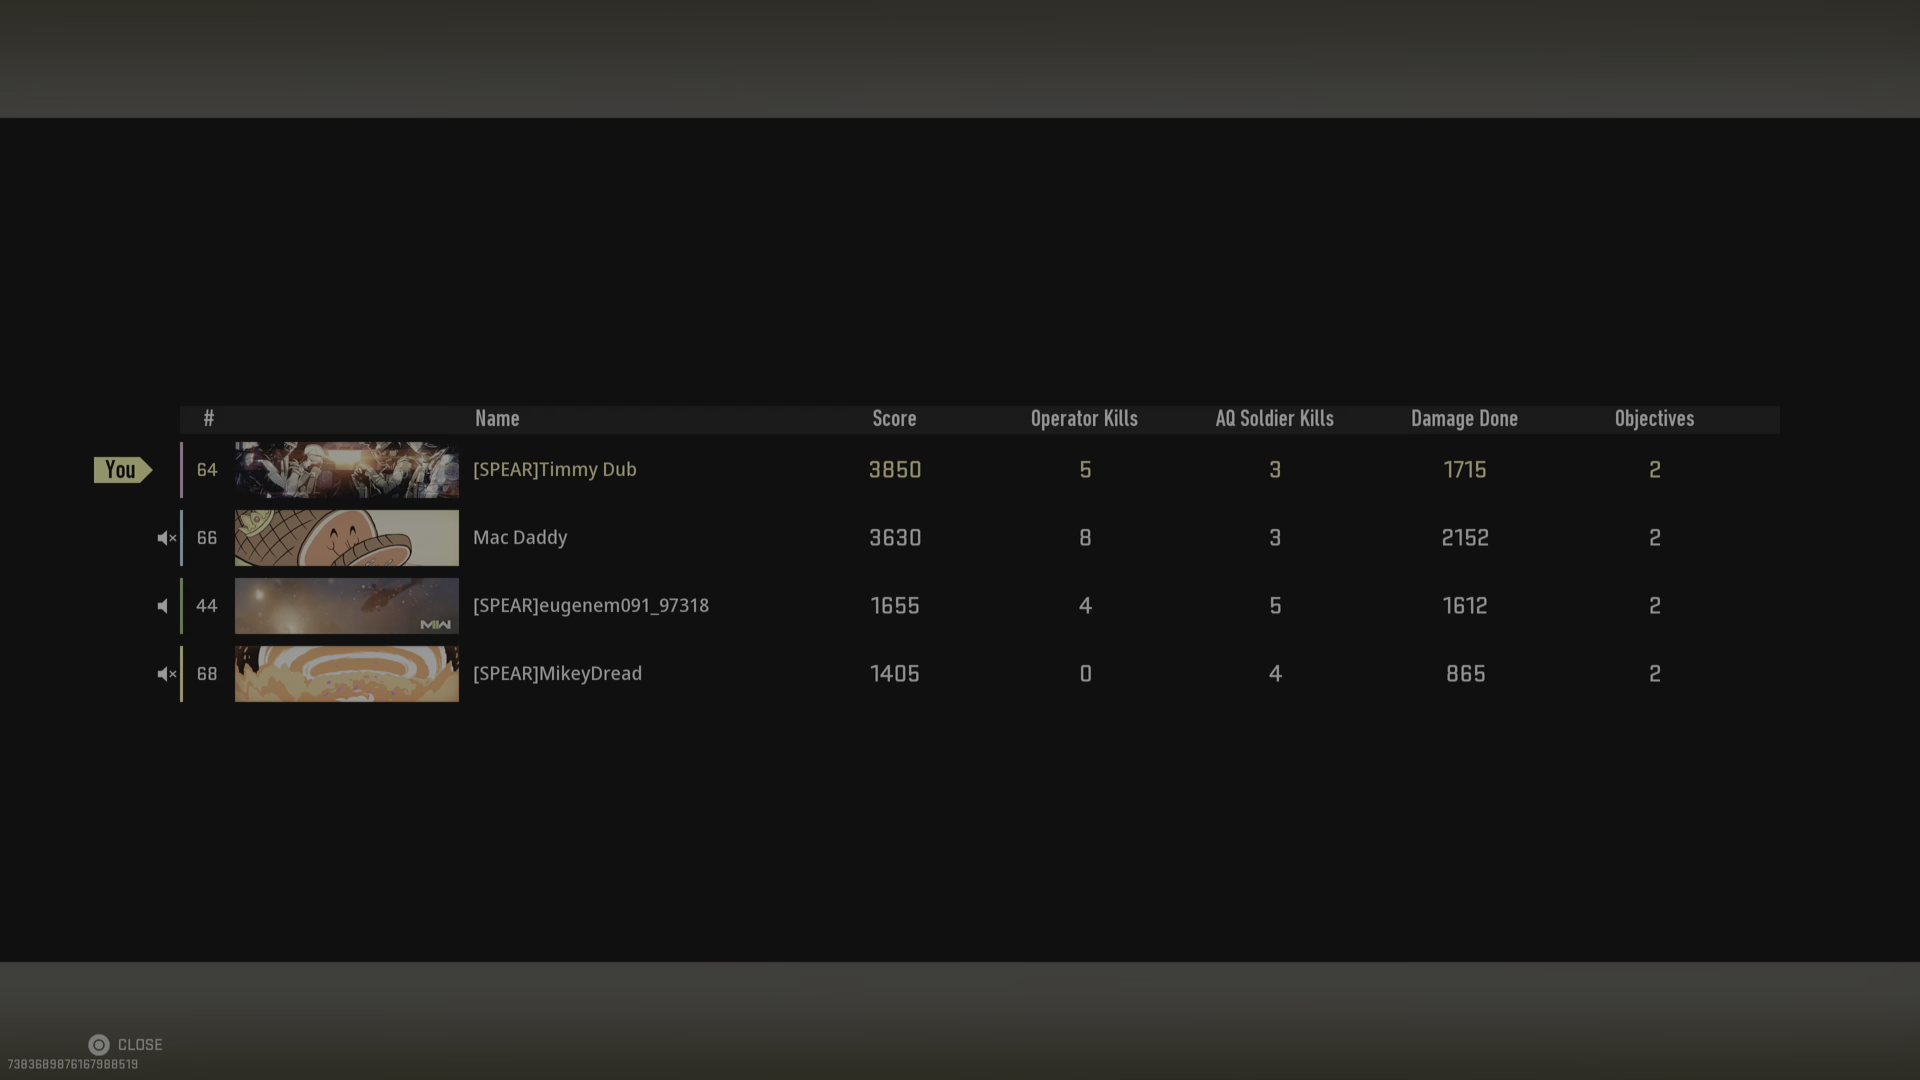 # Name Score Operator Kills AQ Soldier Kills Damage Done Objectives
You 64 [SPEAR]Timmy Dub 3850 5 3 1715 2
66 Mac Daddy 3630 8 3 2152 2
44 MW [SPEAR]eugenem091_97318 1655 4 5 1612 2
68 [SPEAR]MikeyDread 1405 0 4 865 2
CLOSE
7383689876167988519